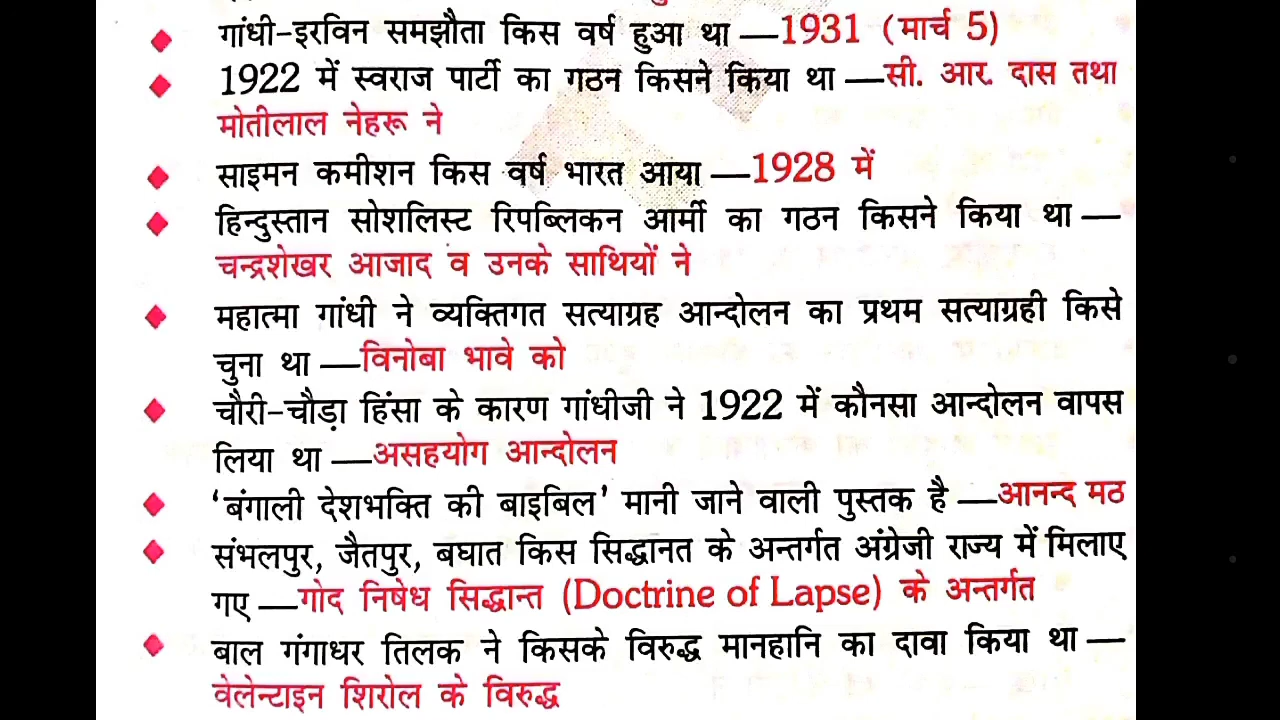 गांधी-इरविन समझौता किस वर्ष हुआ था —1931 (मार्च 5)
1922 में स्वराज पार्टी का गठन किसने किया था —सी. आर. दास तथा
मोतीलाल नेहरू ने
साइमन कमीशन किस वर्ष भारत आया —1928 में
हिन्दुस्तान सोशलिस्ट रिपब्लिकन आर्मी का गठन किसने किया था —
चन्द्रशेखर आजाद व उनके साथियों ने
महात्मा गांधी ने व्यक्तिगत सत्याग्रह आन्दोलन का प्रथम सत्याग्रही किसे
चुना था —विनोबा भावे को
चौरी-चौड़ा हिंसा के कारण गांधीजी ने 1922 में कौनसा आन्दोलन वापस
लिया था —असहयोग आन्दोलन
‘बंगाली देशभक्ति की बाइबिल’ मानी जाने वाली पुस्तक है —आनन्द मठ
संभलपुर, जैतपुर, बघात किस सिद्धानत के अन्तर्गत अंग्रेजी राज्य में मिलाए
गए —गोद निषेध सिद्धान्त (Doctrine of Lapse) के अन्तर्गत
बाल गंगाधर तिलक ने किसके विरुद्ध मानहानि का दावा किया था —
वेलेन्टाइन शिरोल के विरुद्ध